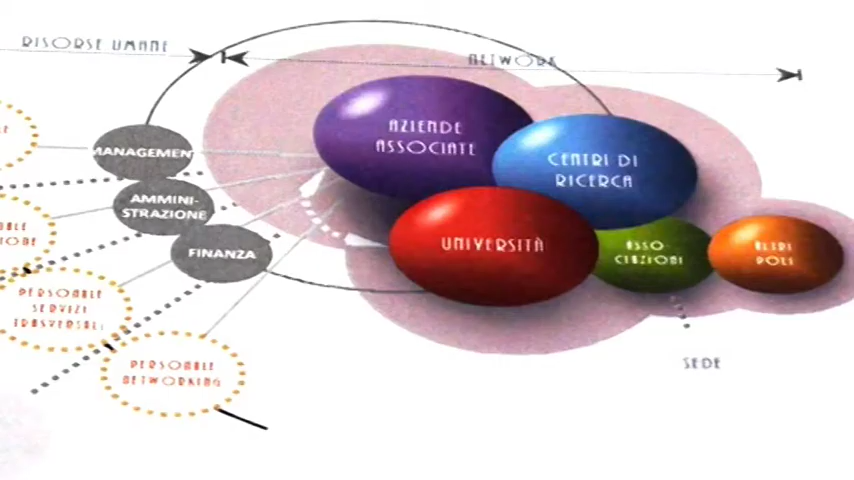 RISORSE UMANE
NETWORK
AZIENDE
ASSOCIATE
CENTRI DI
RICERCA
MANAGEMENT
AMMINI-
STRAZIONE
FINANZA
UNIVERSITÀ
ASSO-
CIAZIONI
ALTRI
POLI
PERSONALE
SERVIZI
TRASVERSALI
PERSONALE
NETWORKING
SEDE